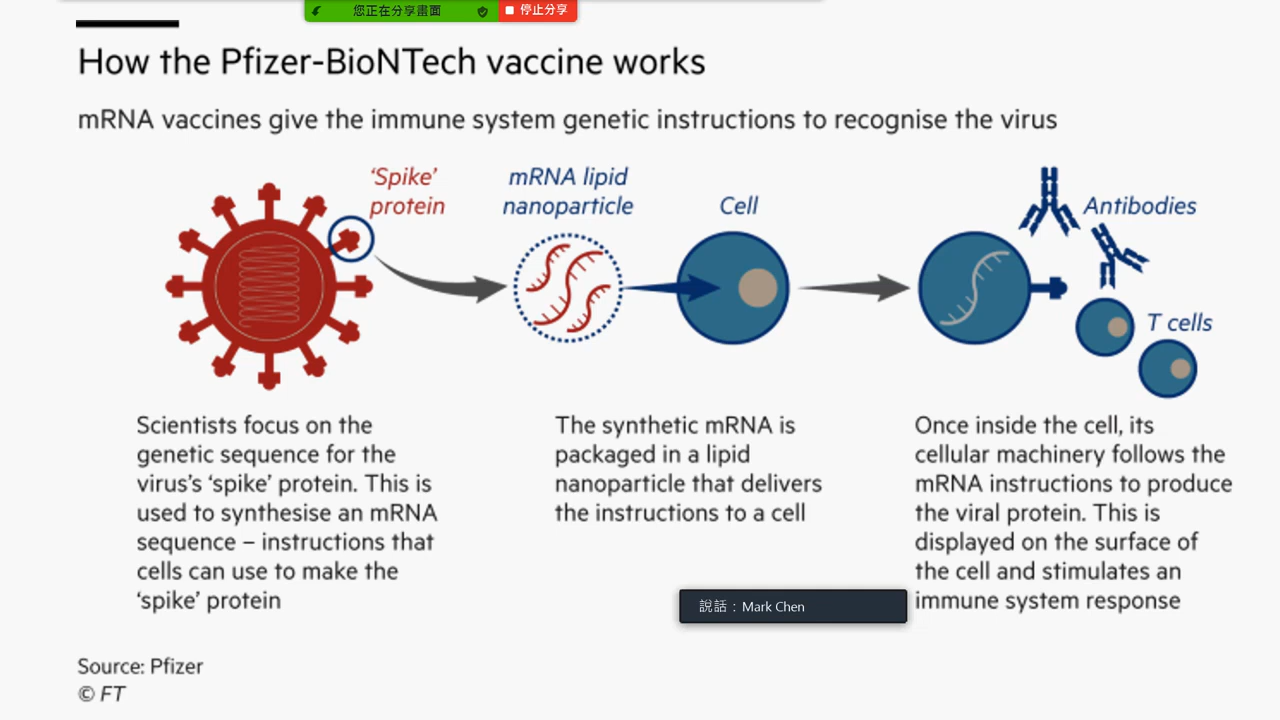 您正在分享畫面
停止分享
How the Pfizer-BioNTech vaccine works
mRNA vaccines give the immune system genetic instructions to recognise the virus
‘Spike’
protein
mRNA lipid
nanoparticle
Cell
Antibodies
T cells
Scientists focus on the
genetic sequence for the
virus’s ‘spike’ protein. This is
used to synthesise an mRNA
sequence – instructions that
cells can use to make the
‘spike’ protein
The synthetic mRNA is
packaged in a lipid
nanoparticle that delivers
the instructions to a cell
Once inside the cell, its
cellular machinery follows the
mRNA instructions to produce
the viral protein. This is
displayed on the surface of
the cell and stimulates an
immune system response
說話：Mark Chen
Source: Pfizer
© FT